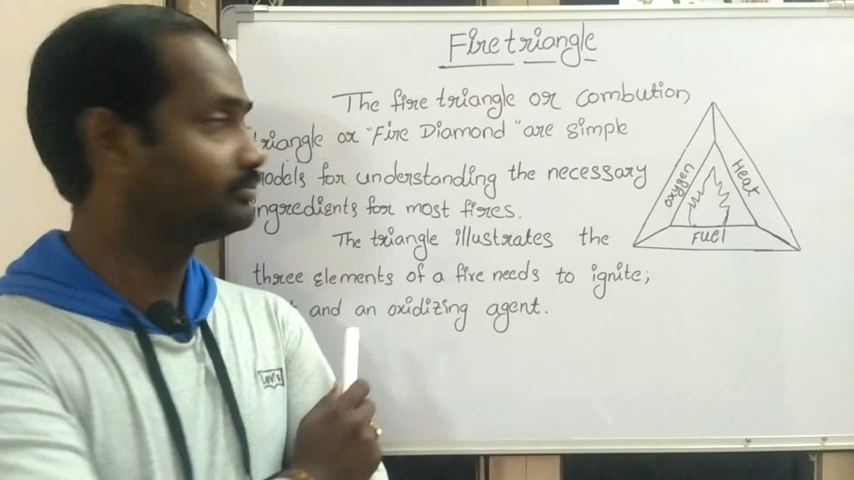 Fire triangle
The fire triangle or combution
triangle or "Fire Diamond" are simple
models for understanding the necessary
ingredients for most fires.
The triangle illustrates the
three elements of a fire needs to ignite;
and an oxidizing agent.
oxygen
Heat
FUEl
Levi's